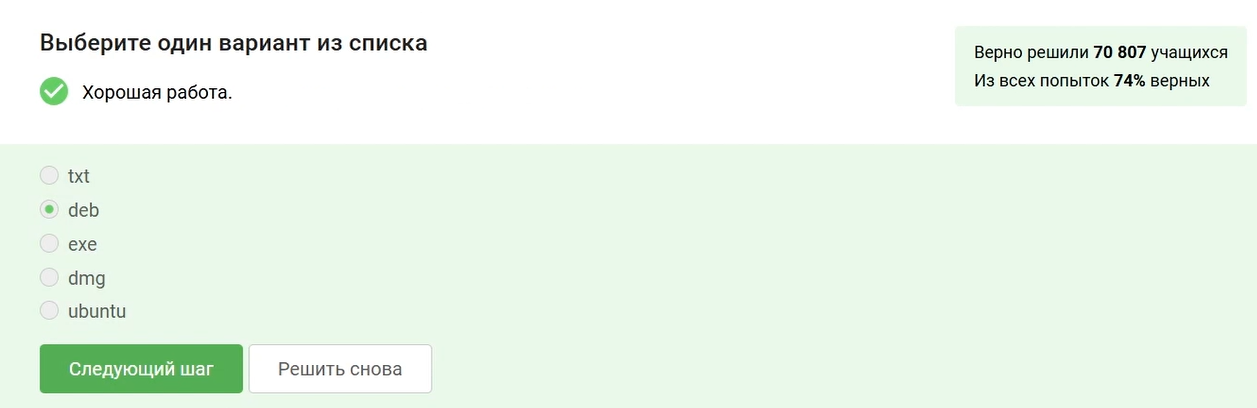 Выберите один вариант из списка
Хорошая работа.
Верно решили 70 807 учащихся
Из всех попыток 74% верных
txt
deb
exe
dmg
ubuntu
Следующий шаг
Решить снова